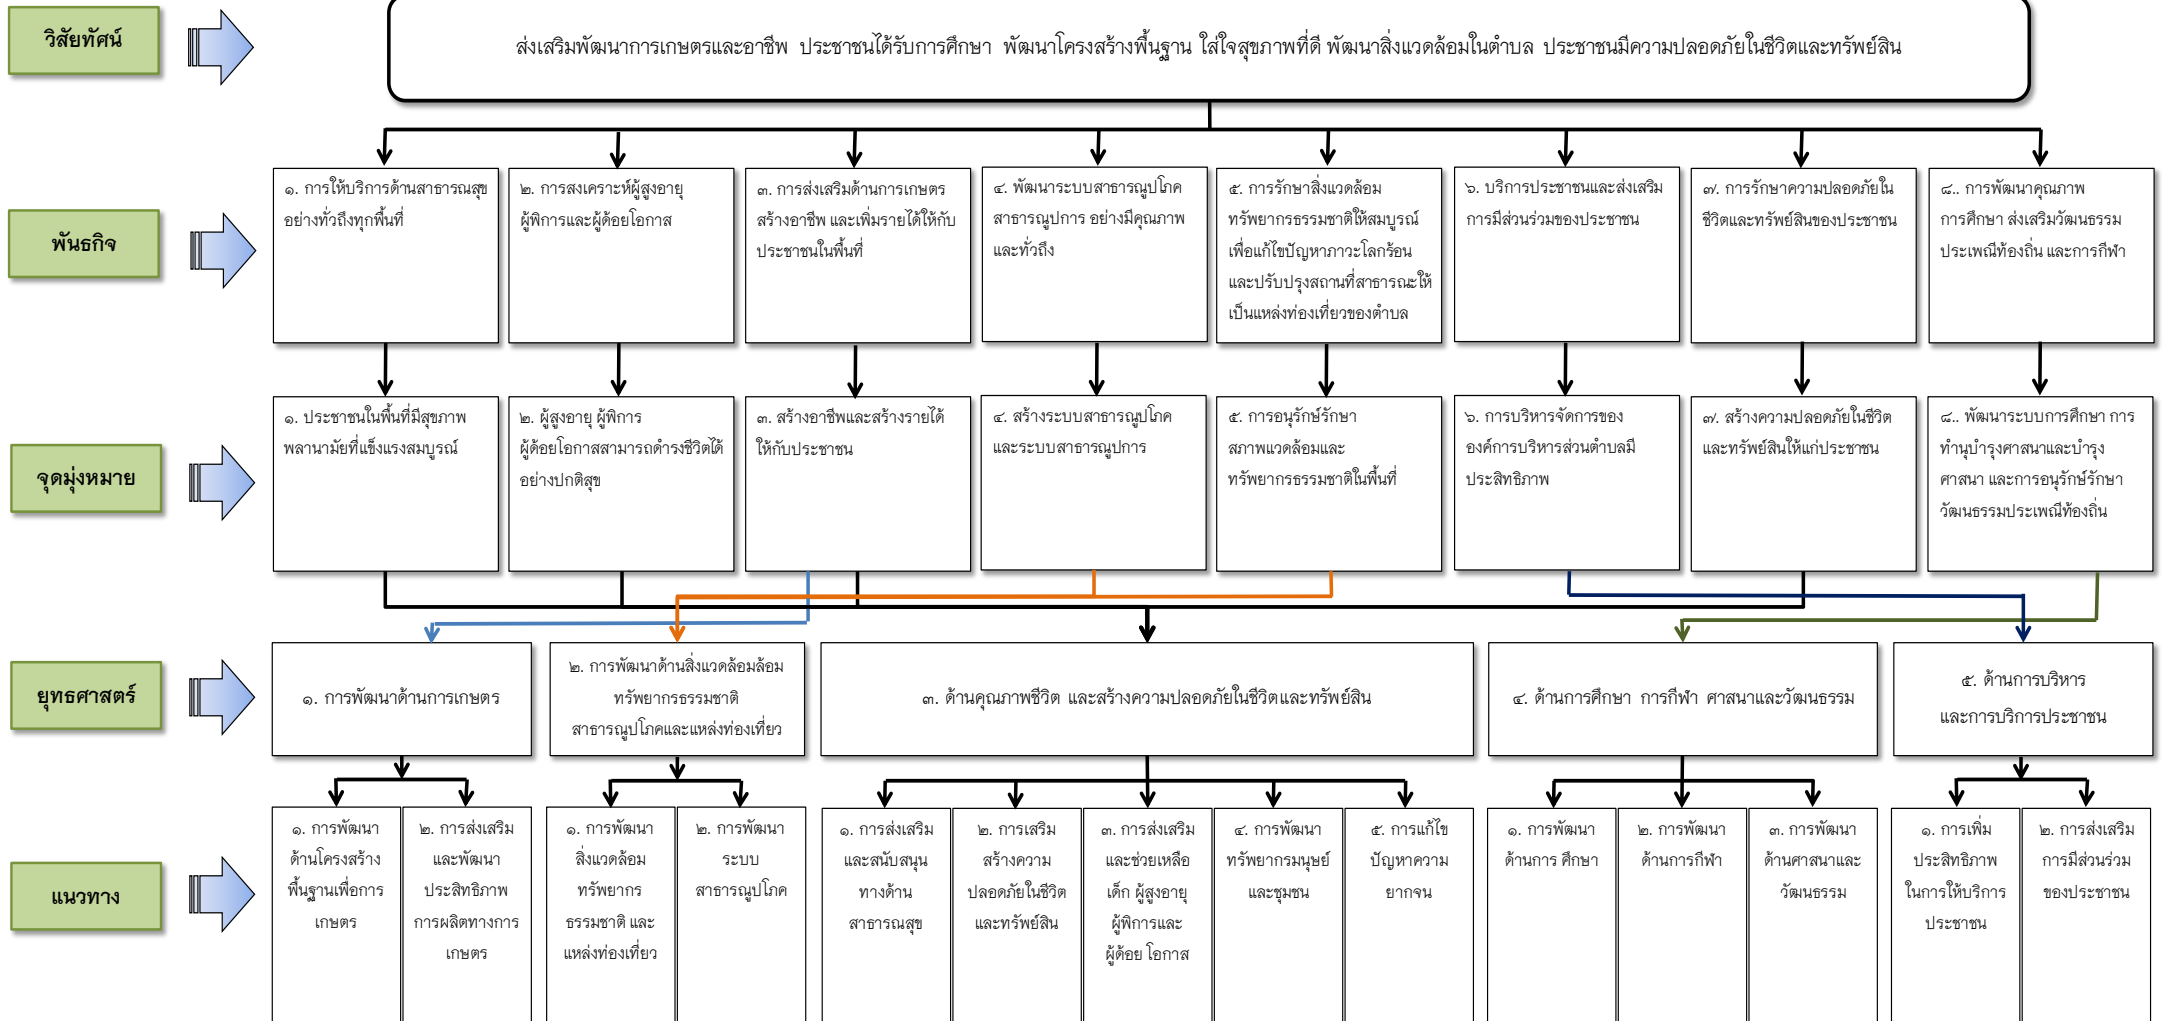 วิสัยทัศน์
ส่งเสริมพัฒนาการเกษตรและอาชีพ ประชาชนได้รับการศึกษา พัฒนาโครงสร้างพื้นฐาน ใส่ใจสุขภาพที่ดี พัฒนาสิ่งแวดล้อมในตำบล ประชาชนมีความปลอดภัยในชีวิตและทรัพย์สิน
พันธกิจ
๑. การให้บริการด้านสาธารณสุข
อย่างทั่วถึงทุกพื้นที่
๒. การสงเคราะห์ผู้สูงอายุ
ผู้พิการและผู้ด้อยโอกาส
๓. การส่งเสริมด้านการเกษตร
สร้างอาชีพ และเพิ่มรายได้ให้กับ
ประชาชนในพื้นที่
๔. พัฒนาระบบสาธารณูปโภค
สาธารณูปการ อย่างมีคุณภาพ
และทั่วถึง
๕. การรักษาสิ่งแวดล้อม
ทรัพยากรธรรมชาติให้สมบูรณ์
เพื่อแก้ไขปัญหาภาวะโลกร้อน
และปรับปรุงสถานที่สาธารณะให้
เป็นแหล่งท่องเที่ยวของตำบล
๖. บริการประชาชนและส่งเสริม
การมีส่วนร่วมของประชาชน
๗. การรักษาความปลอดภัยใน
ชีวิตและทรัพย์สินของประชาชน
๘.. การพัฒนาคุณภาพ
การศึกษา ส่งเสริมวัฒนธรรม
ประเพณีท้องถิ่น และการกีฬา
จุดมุ่งหมาย
๑. ประชาชนในพื้นที่มีสุขภาพ
พลานามัยที่แข็งแรงสมบูรณ์
๒. ผู้สูงอายุ ผู้พิการ
ผู้ด้อยโอกาสสามารถดำรงชีวิตได้
อย่างปกติสุข
๓. สร้างอาชีพและสร้างรายได้
ให้กับประชาชน
๔. สร้างระบบสาธารณูปโภค
และระบบสาธารณูปการ
๕. การอนุรักษ์รักษา
สภาพแวดล้อมและ
ทรัพยากรธรรมชาติในพื้นที่
๖. การบริหารจัดการของ
องค์การบริหารส่วนตำบลมี
ประสิทธิภาพ
๗. สร้างความปลอดภัยในชีวิต
และทรัพย์สินให้แก่ประชาชน
๘.. พัฒนาระบบการศึกษา การ
ทำนุบำรุงศาสนาและบำรุง
ศาสนา และการอนุรักษ์รักษา
วัฒนธรรมประเพณีท้องถิ่น
ยุทธศาสตร์
๑. การพัฒนาด้านการเกษตร
๒. การพัฒนาด้านสิ่งแวดล้อมล้อม
ทรัพยากรธรรมชาติ
สาธารณูปโภคและแหล่งท่องเที่ยว
๓. ด้านคุณภาพชีวิต และสร้างความปลอดภัยในชีวิตและทรัพย์สิน
๔. ด้านการศึกษา การกีฬา ศาสนาและวัฒนธรรม
๕. ด้านการบริหาร
และการบริการประชาชน
แนวทาง
๑. การพัฒนา
ด้านโครงสร้าง
พื้นฐานเพื่อการ
เกษตร
๒. การส่งเสริม
และพัฒนา
ประสิทธิภาพ
การผลิตทางการ
เกษตร
๑. การพัฒนา
สิ่งแวดล้อม
ทรัพยากร
ธรรมชาติ และ
แหล่งท่องเที่ยว
๒. การพัฒนา
ระบบ
สาธารณูปโภค
๑. การส่งเสริม
และสนับสนุน
ทางด้าน
สาธารณสุข
๒. การเสริม
สร้างความ
ปลอดภัยในชีวิต
และทรัพย์สิน
๓. การส่งเสริม
และช่วยเหลือ
เด็ก ผู้สูงอายุ
ผู้พิการและ
ผู้ด้อย โอกาส
๔. การพัฒนา
ทรัพยากรมนุษย์
และชุมชน
๕. การแก้ไข
ปัญหาความ
ยากจน
๑. การพัฒนา
ด้านการ ศึกษา
๒. การพัฒนา
ด้านการกีฬา
๓. การพัฒนา
ด้านศาสนาและ
วัฒนธรรม
๑. การเพิ่ม
ประสิทธิภาพ
ในการให้บริการ
ประชาชน
๒. การส่งเสริม
การมีส่วนร่วม
ของประชาชน